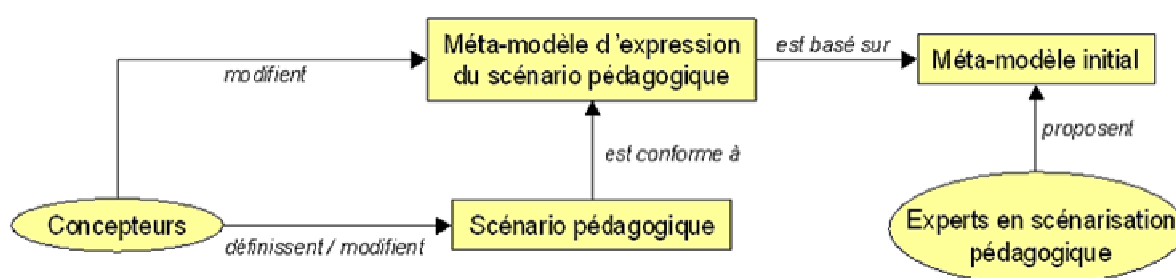 Méta-modèle d'expression
du scénario pédagogique
est basé sur
Méta-modèle initial
modifient
est conforme à
proposent
Concepteurs
définissent / modifient
Scénario pédagogique
Experts en scénarisation
pédagogique